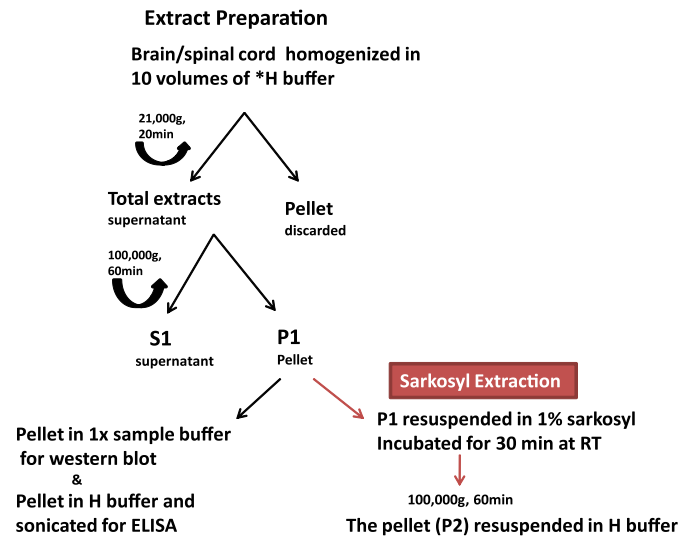 Extract Preparation
Brain/spinal cord homogenized in
10 volumes of *H buffer
21,000g,
20min
Total extracts
supernatant
Pellet
discarded
100,000g,
60min
S1
supernatant
P1
Pellet
Sarkosyl Extraction
Pellet in 1x sample buffer
for western blot
&
Pellet in H buffer and
sonicated for ELISA
P1 resuspended in 1% sarkosyl
Incubated for 30 min at RT
100,000g, 60min
The pellet (P2) resuspended in H buffer